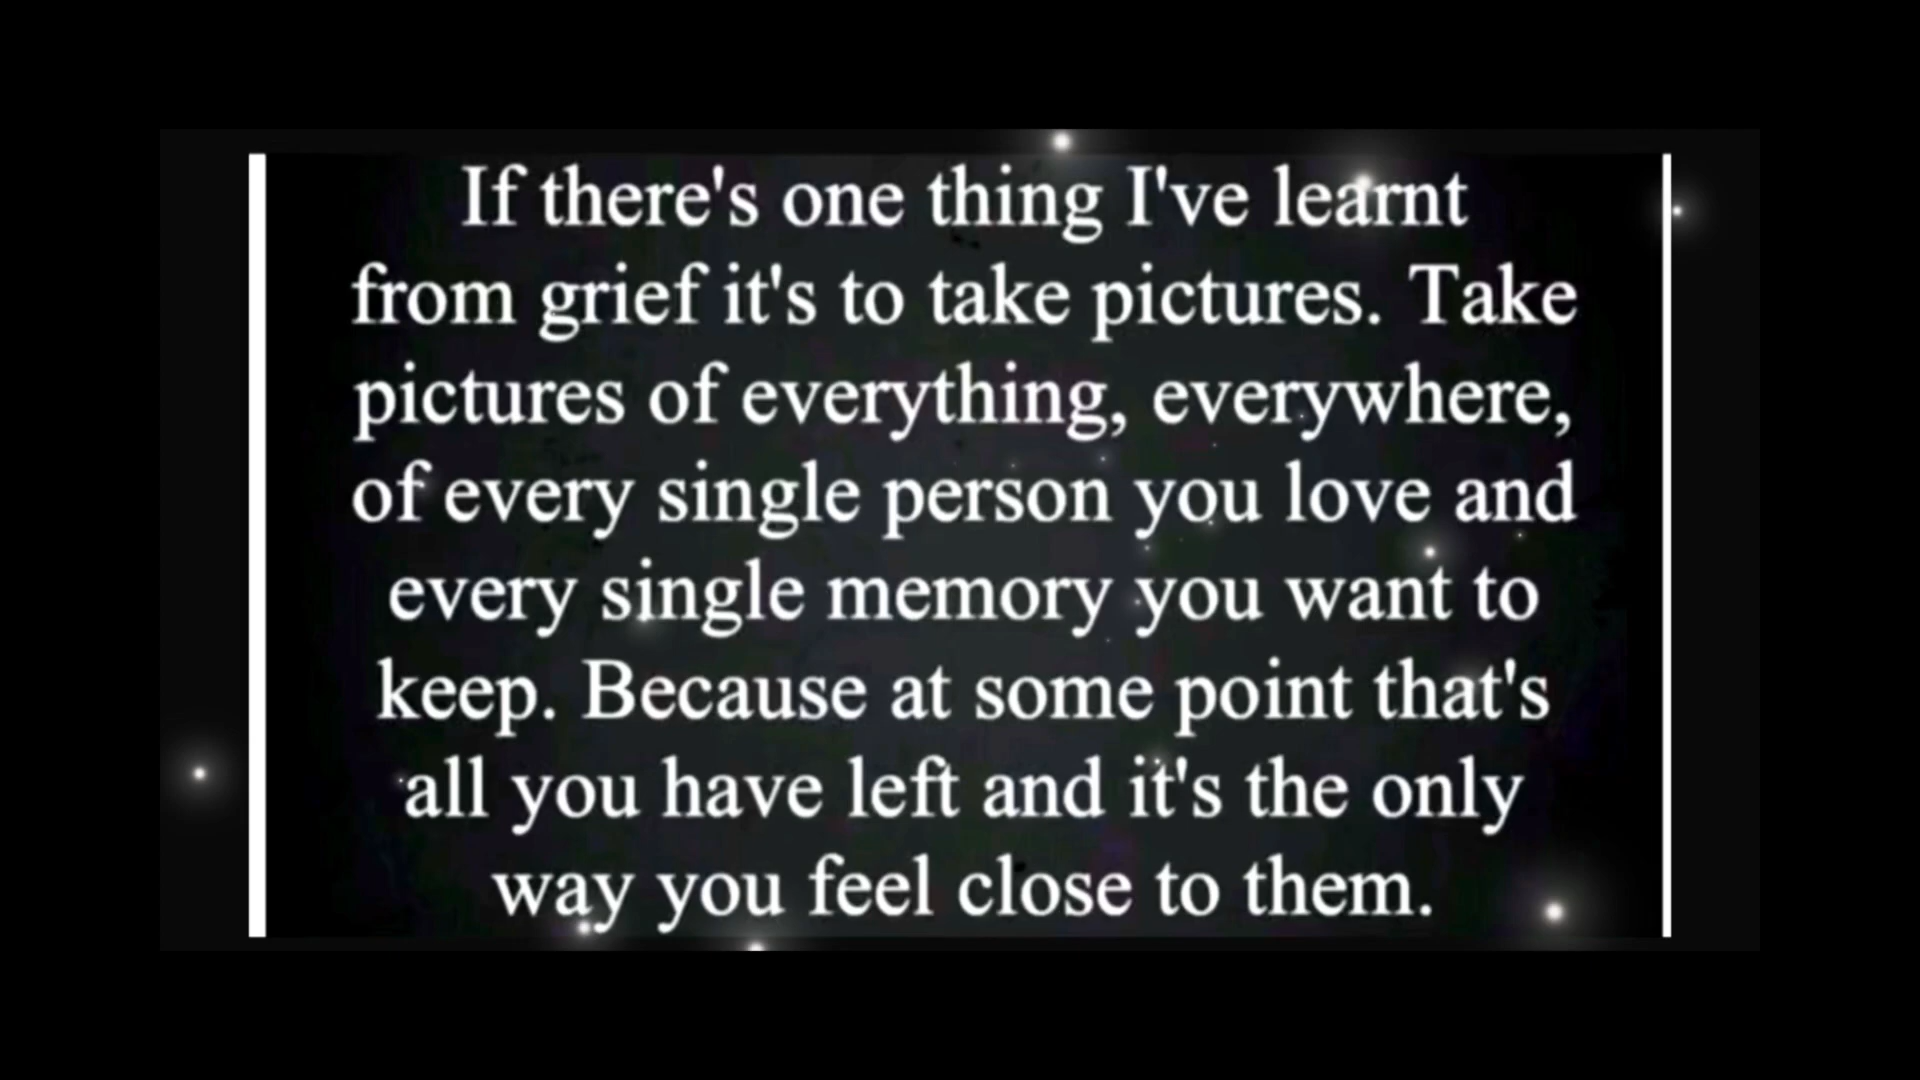 If there's one thing I've learnt
from grief it's to take pictures. Take
pictures of everything, everywhere,
of every single person you love and
every single memory you want to
keep. Because at some point that's
all you have left and it's the only
way you feel close to them.